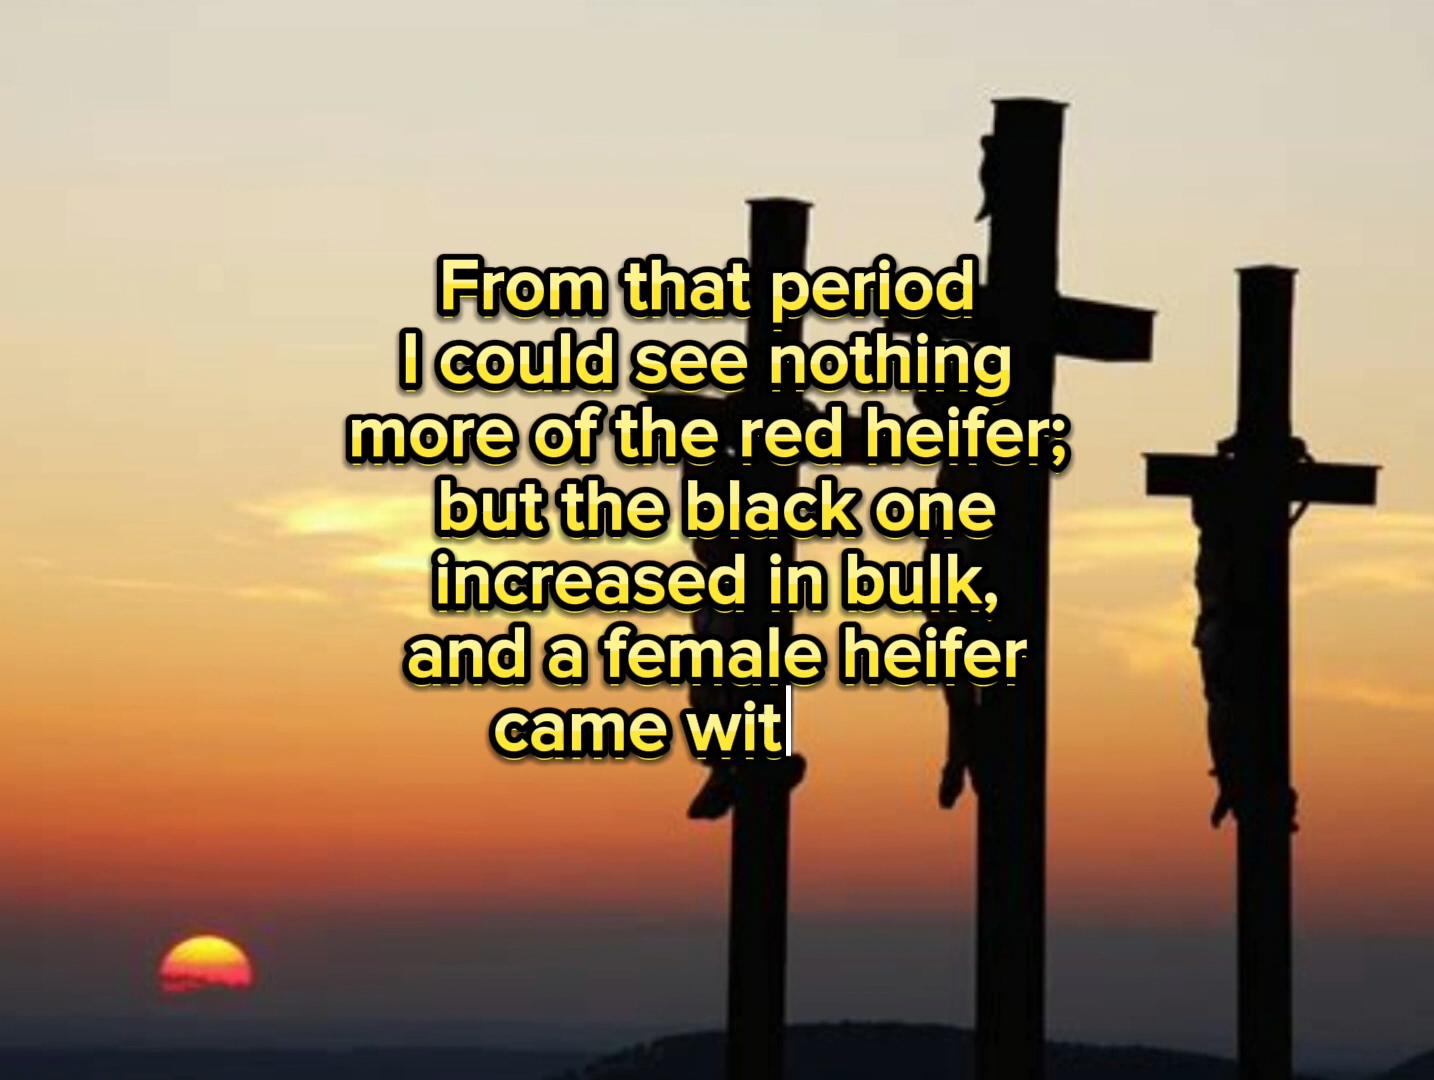 From that period
I could see nothing
more of the red heifer;
but the black one
increased in bulk,
and a female heifer
came wit